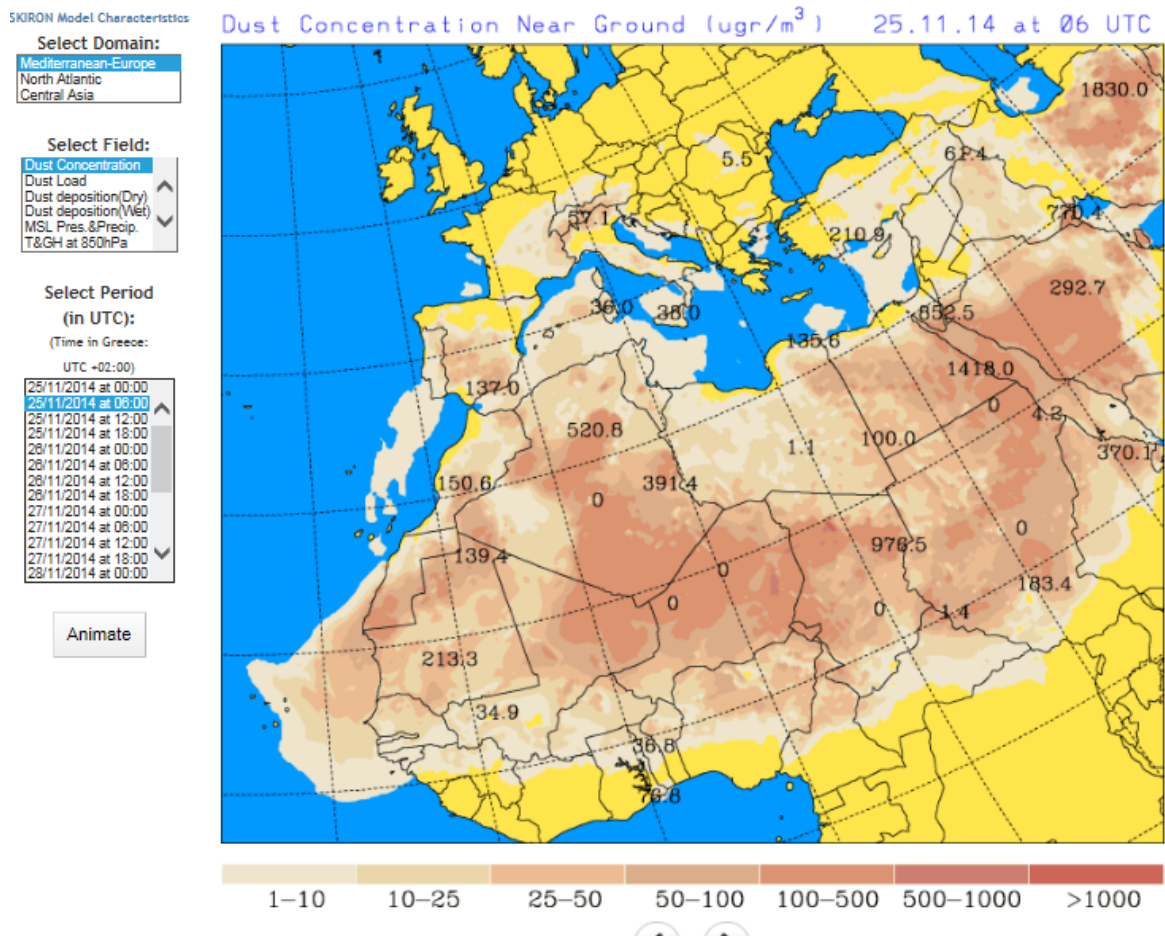 SKIRON Model Characteristics
Select Domain:
Mediterranean-Europe
North Atlantic
Central Asia
Select Field:
Dust Concentration
Dust Load
Dust deposition(Dry)
Dust deposition(Wet)
MSL Pres.&Precip.
T&GH at 850hPa
Select Period
(in UTC):
(Time in Greece:
UTC +02:00)
25/11/2014 at 00:00
25/11/2014 at 06:00
25/11/2014 at 12:00
25/11/2014 at 18:00
26/11/2014 at 00:00
26/11/2014 at 06:00
26/11/2014 at 12:00
26/11/2014 at 18:00
27/11/2014 at 00:00
27/11/2014 at 06:00
27/11/2014 at 12:00
27/11/2014 at 18:00
28/11/2014 at 00:00
Animate
Dust Concentration Near Ground (ugr/m³) 25.11.14 at 06 UTC
1830.0
5.5
61.4
57.1
770.4
210.9
292.7
36.0
38.0
852.5
135.6
1418.0
137.0
0
4.2
520.8
1.1
100.0
370.1
150.6
391.4
0
0
139.4
976.5
0
183.4
0
0
1.4
213.3
34.9
36.8
76.8
1-10 10-25 25-50 50-100 100-500 500-1000 >1000